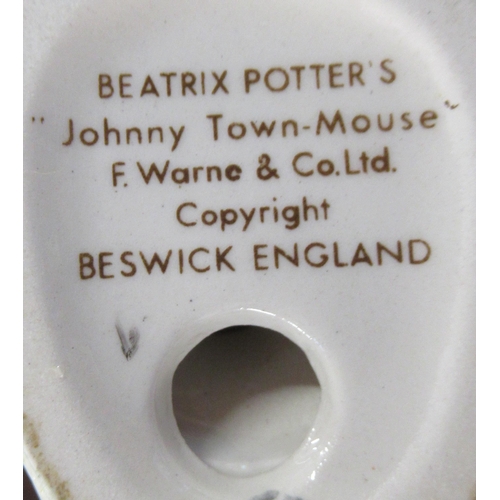 BEATRIX POTTER'S
"Johnny Town-Mouse"
F. Warne & Co. Ltd.
Copyright
BESWICK ENGLAND